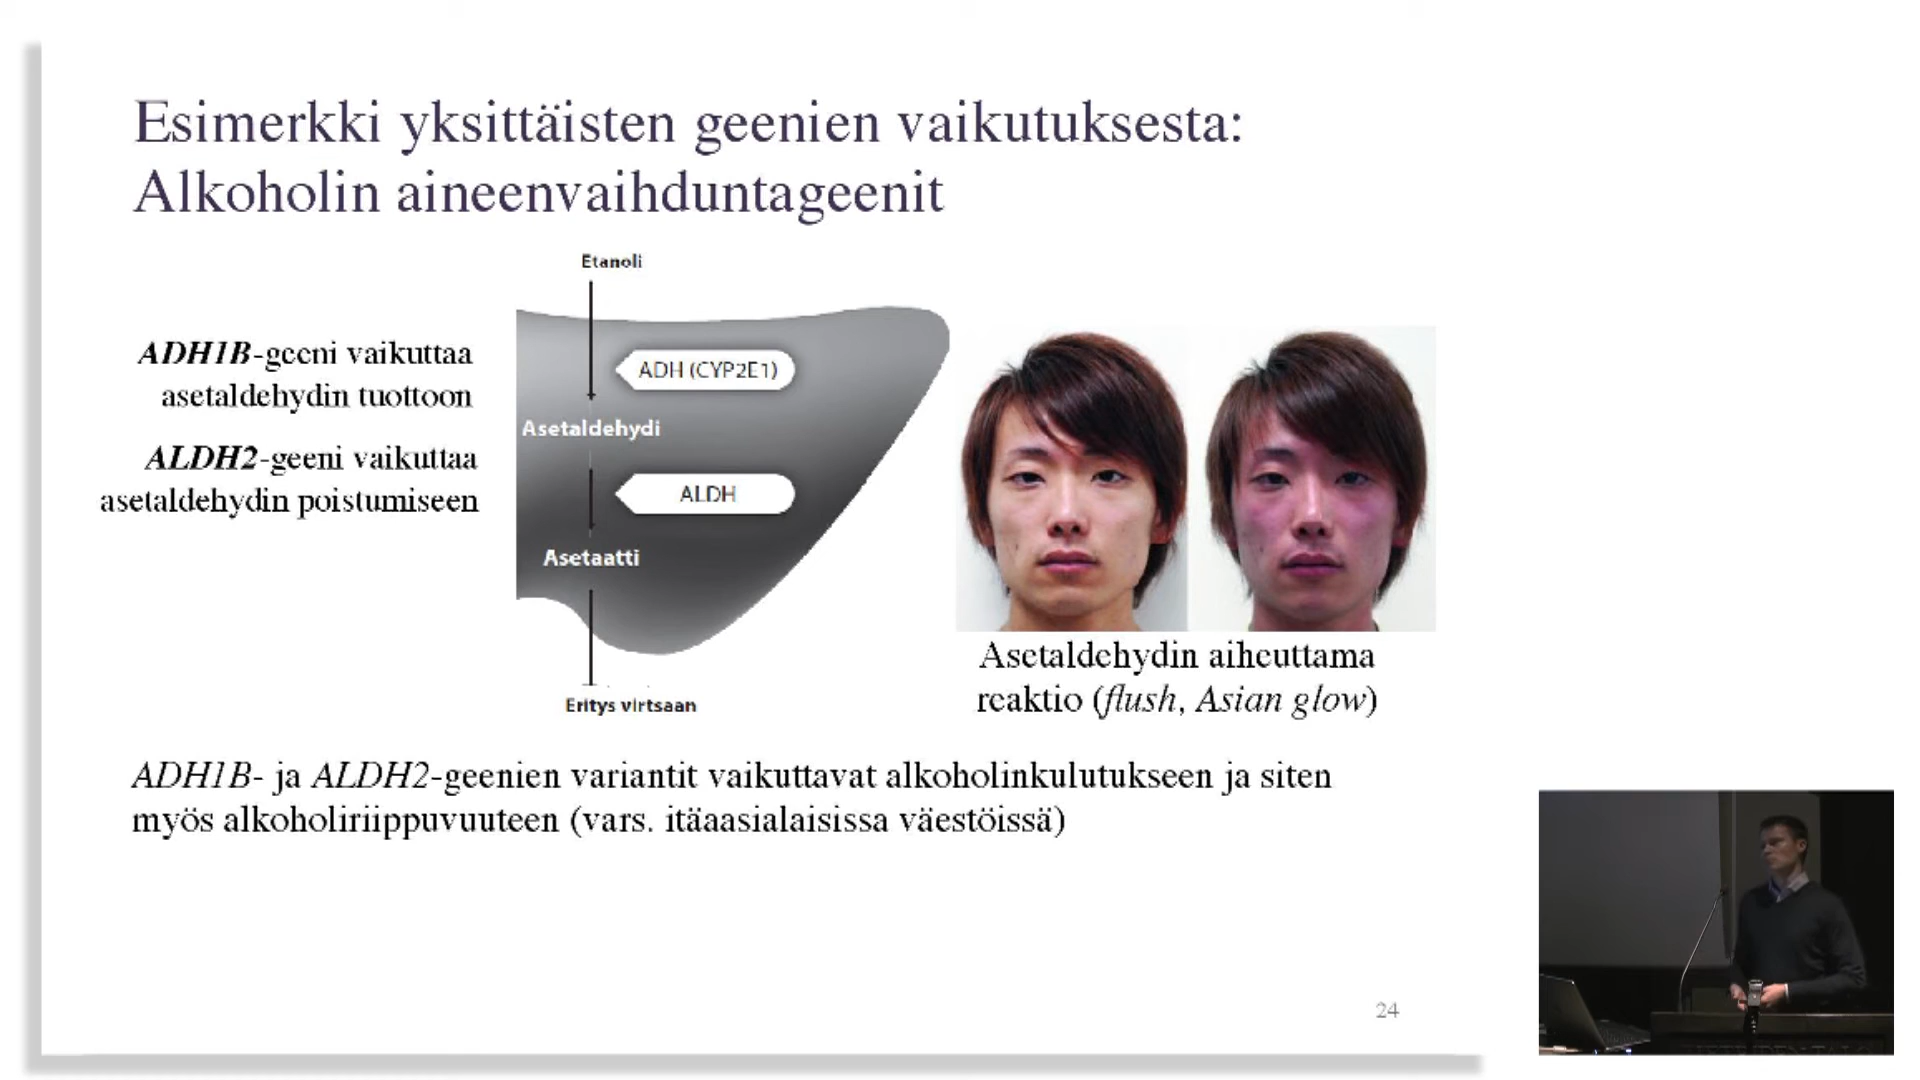 Esimerkki yksittäisten geenien vaikutuksesta:
Alkoholin aineenvaihduntageenit
Etanoli
ADH1B-geeni vaikuttaa
asetaldehydin tuottoon
ADH (CYP2E1)
Asetaldehydi
ALDH2-geeni vaikuttaa
asetaldehydin poistumiseen
ALDH
Asetaatti
Eritys virtsaan
Asetaldehydin aiheuttama
reaktio (flush, Asian glow)
ADH1B- ja ALDH2-geenien variantit vaikuttavat alkoholinkulutukseen ja siten
myös alkoholiriippuvuuteen (vars. itäaasialaisissa väestöissä)
24